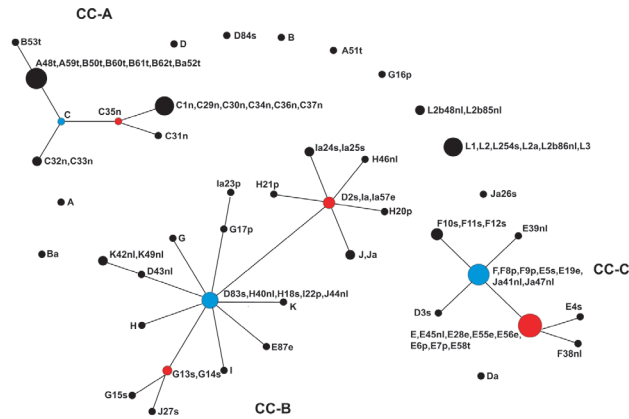 CC-A
B53t
D
D84s
B
A51t
A48t,A59t,B50t,B60t,B61t,B62t,Ba52t
G16p
C
C35n
C1n,C29n,C30n,C34n,C36n,C37n
L2b48nl,L2b85nl
C31n
C32n,C33n
Ia24s,Ia25s
L1,L2,L254s,L2a,L2b86nl,L3
H46nl
Ia23p
H21p
D2s,Ia,Ia57e
Ja26s
A
H20p
F10s,F11s,F12s
E39nl
G17p
G
Ba
K42nl,K49nl
J,Ja
D43nl
F,F8p,F9p,E5s,E19e,
Ja41nl,Ja47nl
CC-C
D83s,H40nl,H18s,I22p,J44nl
K
D3s
E4s
H
E,E45nl,E28e,E55e,E56e,
E6p,E7p,E58t
E87e
F38nl
G13s,G14s
I
Da
G15s
J27s
CC-B